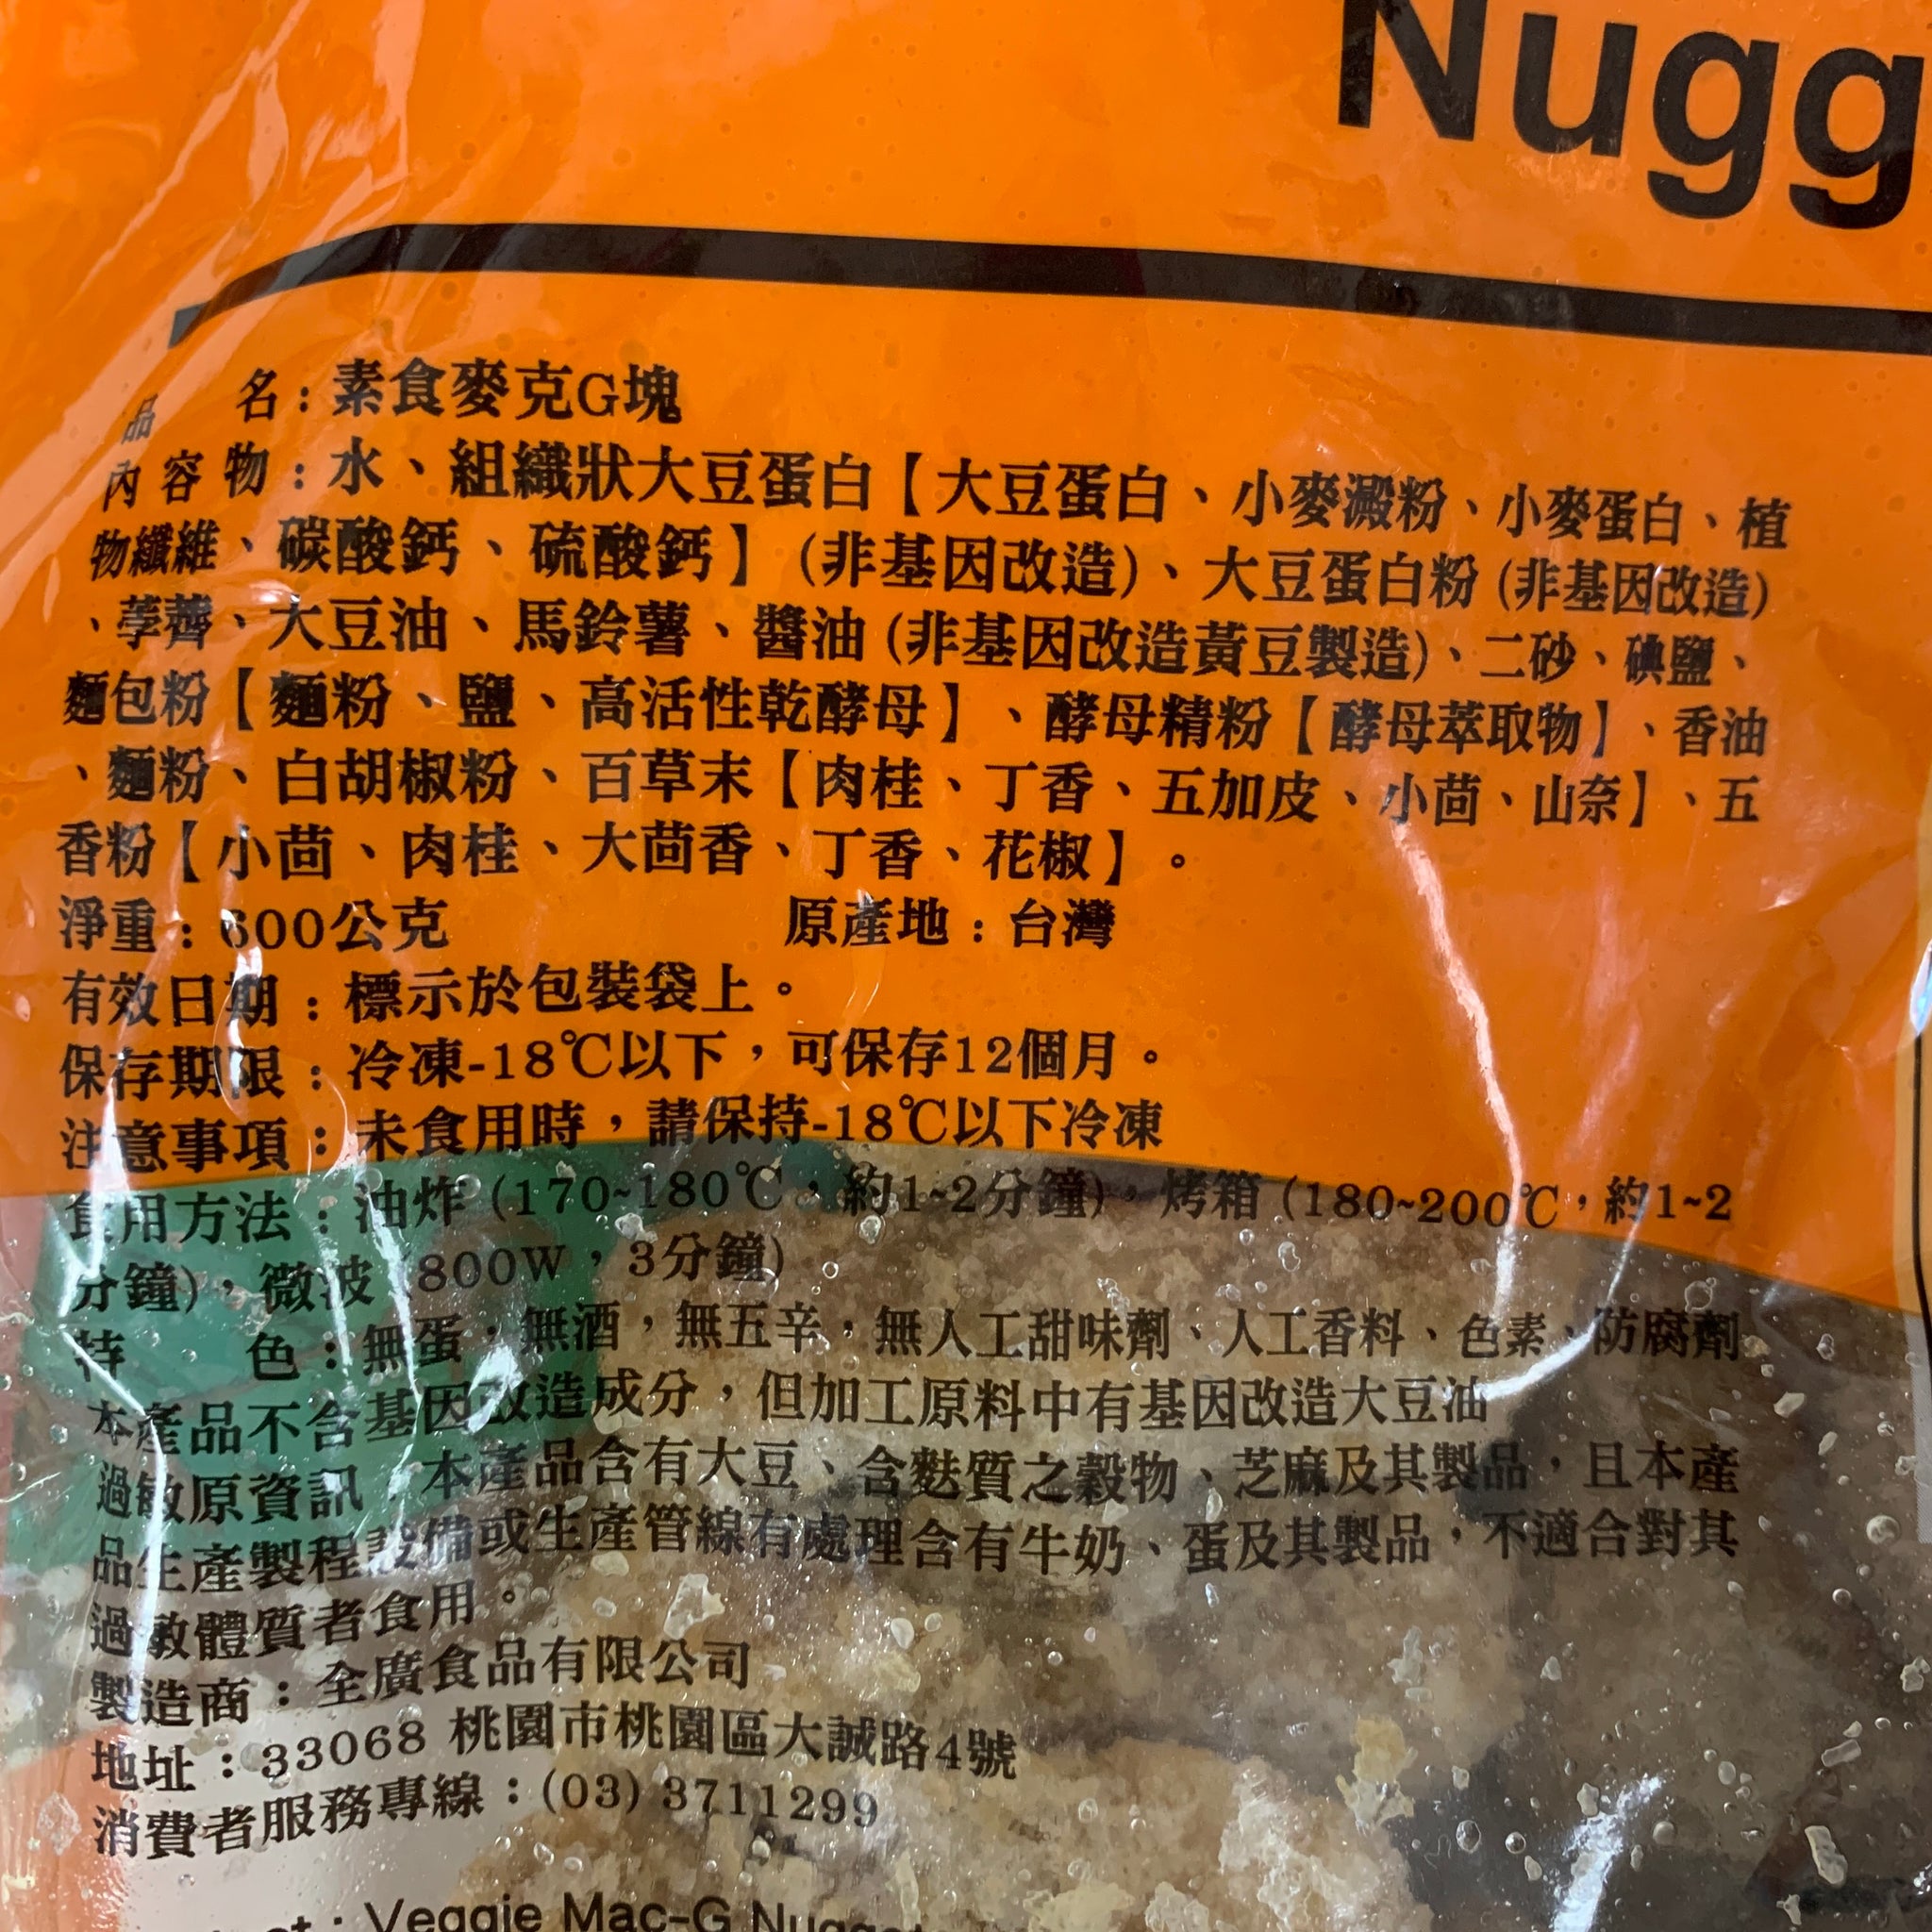 Nugg
品 名：素食麥克G塊
內容物：水、組織狀大豆蛋白【大豆蛋白、小麥澱粉、小麥蛋白、植
物纖維、碳酸鈣、硫酸鈣】(非基因改造)、大豆蛋白粉(非基因改造)
、荸薺、大豆油、馬鈴薯、醬油(非基因改造黃豆製造)、二砂、碘鹽、
麵包粉【麵粉、鹽、高活性乾酵母】、酵母精粉【酵母萃取物】、香油
、麵粉、白胡椒粉、百草末【肉桂、丁香、五加皮、小茴、山奈】、五
香粉【小茴、肉桂、大茴香、丁香、花椒】。
淨重：600公克 原產地：台灣
有效日期：標示於包裝袋上。
保存期限：冷凍-18℃以下，可保存12個月。
注意事項：未食用時，請保持-18℃以下冷凍
食用方法：油炸(170~180℃，約1~2分鐘)，烤箱(180~200℃，約1~2
分鐘)，微波(800W，3分鐘)
特 色：無蛋，無酒，無五辛，無人工甜味劑、人工香料、色素、防腐劑
本產品不含基因改造成分，但加工原料中有基因改造大豆油
過敏原資訊：本產品含有大豆、含麩質之穀物、芝麻及其製品，且本產
品生產製程設備或生產管線有處理含有牛奶、蛋及其製品，不適合對其
過敏體質者食用。
製造商：全廣食品有限公司
地址：33068 桃園市桃園區大誠路4號
消費者服務專線：(03) 3711299
: Veggie Mac-G Nugget